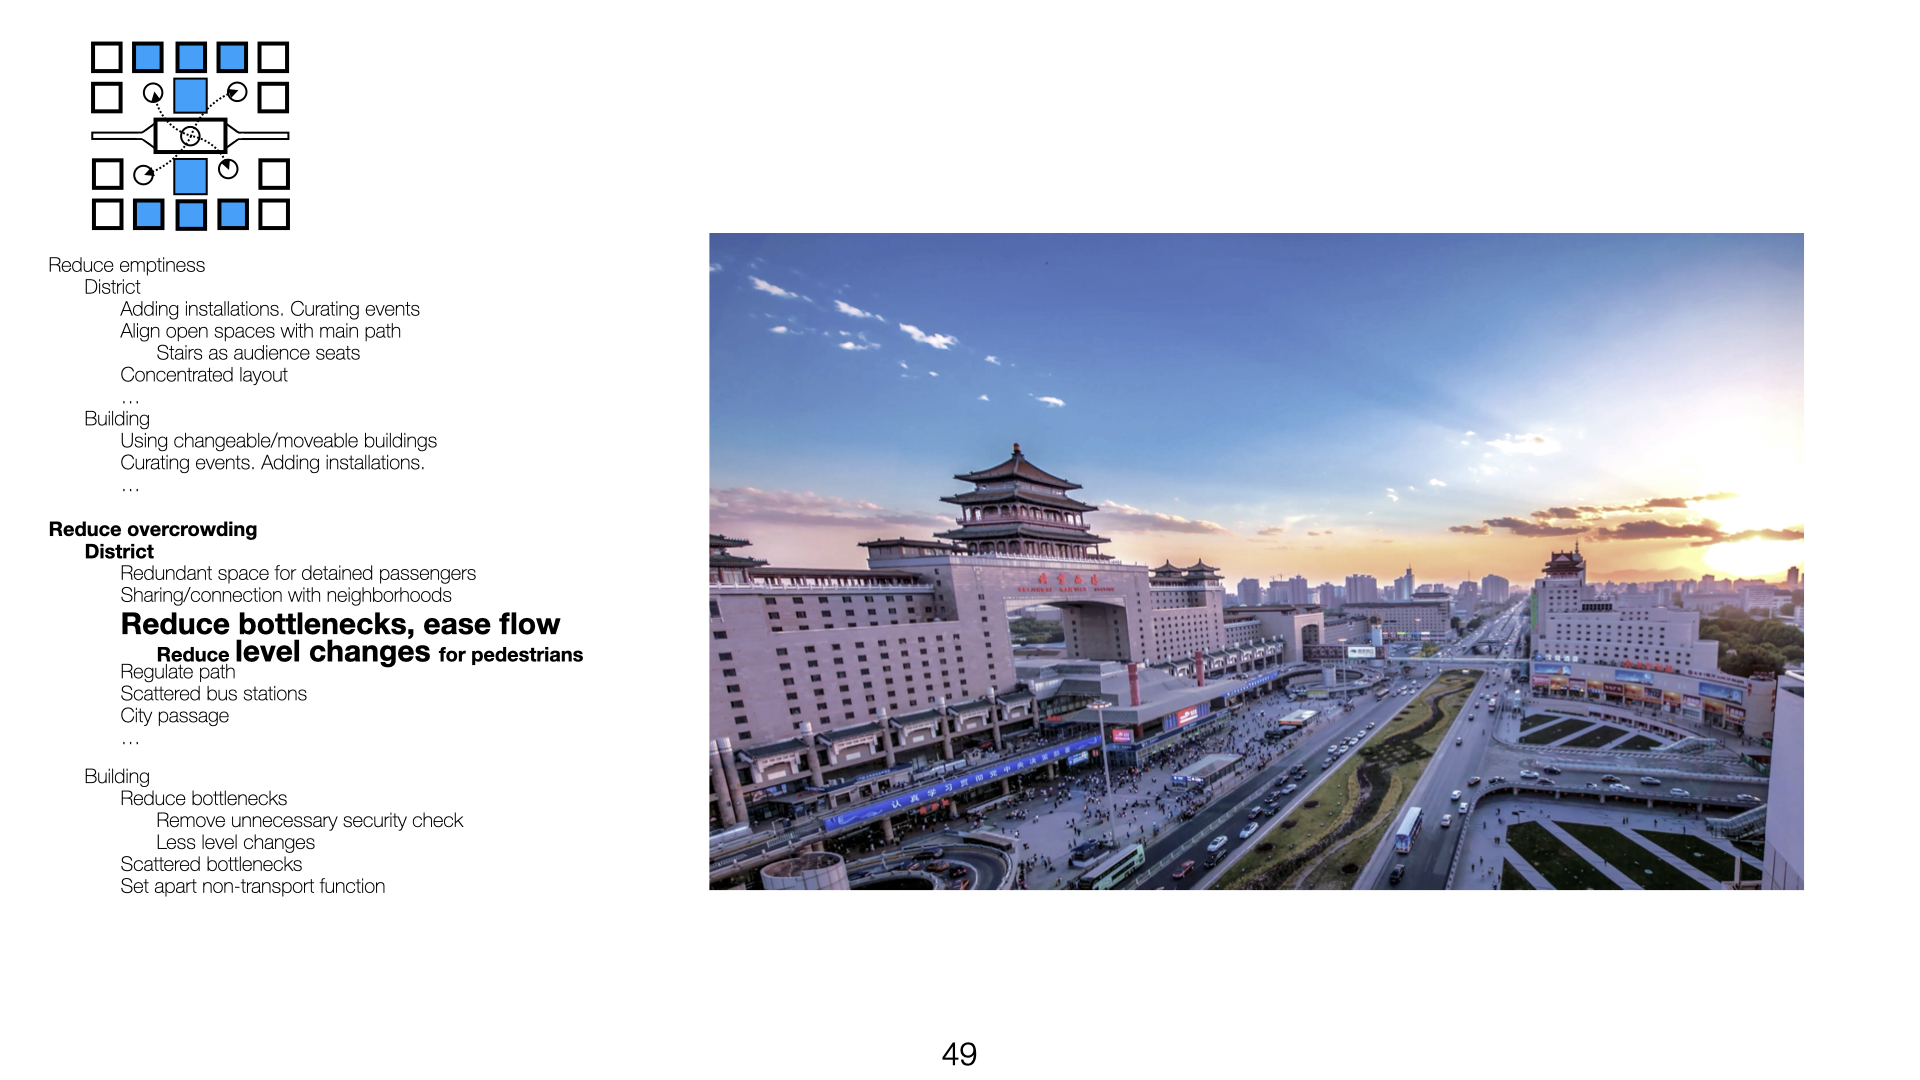 Reduce emptiness
District
Adding installations. Curating events
Align open spaces with main path
Stairs as audience seats
Concentrated layout
…
Building
Using changeable/moveable buildings
Curating events. Adding installations.
…
Reduce overcrowding
District
Redundant space for detained passengers
Sharing/connection with neighborhoods
Reduce bottlenecks, ease flow
Reduce level changes for pedestrians
Regulate path
Scattered bus stations
City passage
…
Building
Reduce bottlenecks
Remove unnecessary security check
Less level changes
Scattered bottlenecks
Set apart non-transport function
49